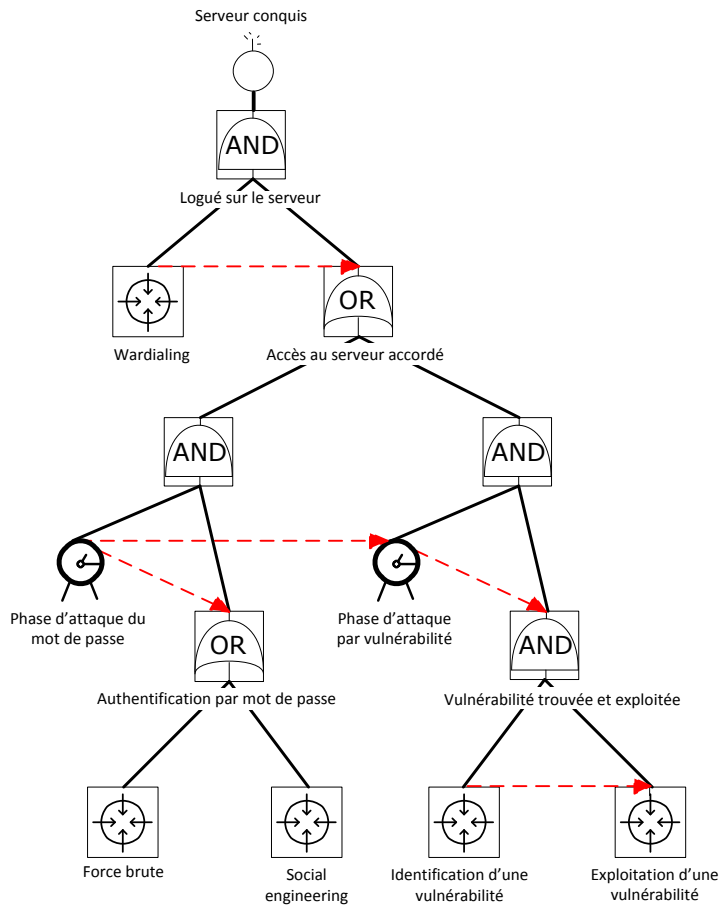 Serveur conquis
AND
Logué sur le serveur
OR
Wardialing
Accès au serveur accordé
AND
AND
Phase d’attaque du
mot de passe
Phase d’attaque
par vulnérabilité
OR
AND
Authentification par mot de passe
Vulnérabilité trouvée et exploitée
Force brute
Social
engineering
Identification d’une
vulnérabilité
Exploitation d’une
vulnérabilité